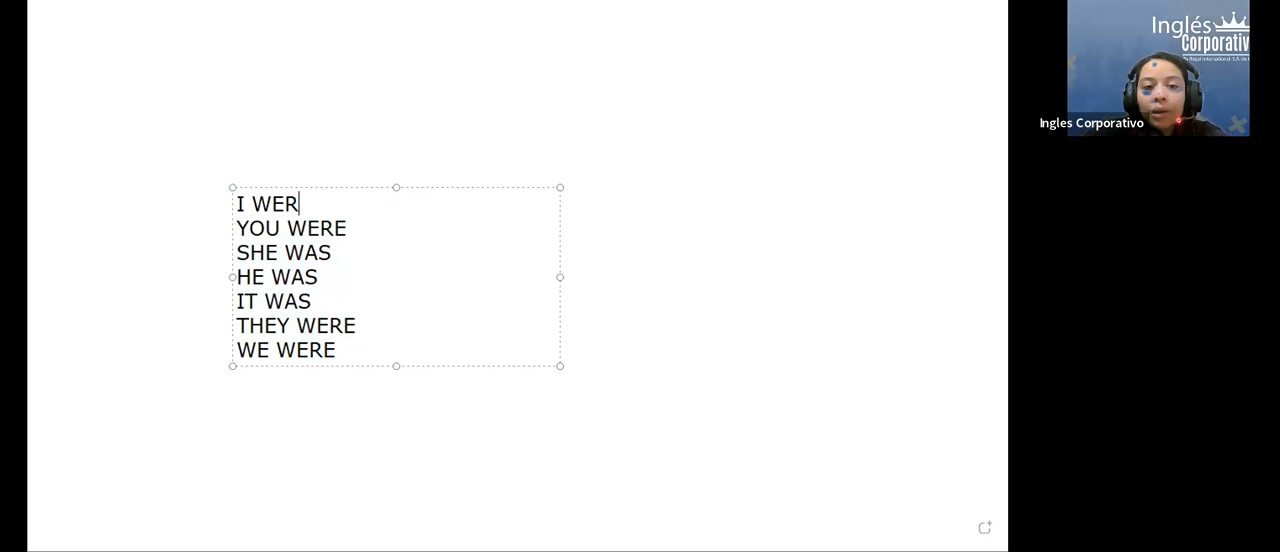 I WER
YOU WERE
SHE WAS
HE WAS
IT WAS
THEY WERE
WE WERE
Inglés
Corporativ
Ingles Corporativo